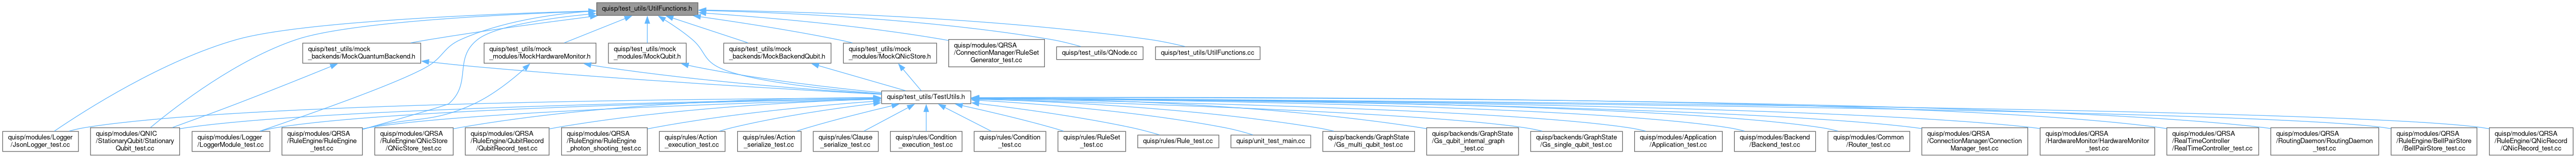 quisp/test_utils/UtilFunctions.h
quisp/test_utils/mock
_backends/MockQuantumBackend.h
quisp/test_utils/mock
_modules/MockHardwareMonitor.h
quisp/test_utils/mock
_modules/MockQubit.h
quisp/test_utils/mock
_backends/MockBackendQubit.h
quisp/test_utils/mock
_modules/MockQNicStore.h
quisp/modules/QRSA
/ConnectionManager/RuleSet
Generator_test.cc
quisp/test_utils/QNode.cc
quisp/test_utils/UtilFunctions.cc
quisp/test_utils/TestUtils.h
quisp/modules/Logger
/JsonLogger_test.cc
quisp/modules/QNIC
/StationaryQubit/Stationary
Qubit_test.cc
quisp/modules/Logger
/LoggerModule_test.cc
quisp/modules/QRSA
/RuleEngine/RuleEngine
_test.cc
quisp/modules/QRSA
/RuleEngine/QNicStore
/QNicStore_test.cc
quisp/modules/QRSA
/RuleEngine/QubitRecord
/QubitRecord_test.cc
quisp/modules/QRSA
/RuleEngine/RuleEngine
_photon_shooting_test.cc
quisp/rules/Action
_execution_test.cc
quisp/rules/Action
_serialize_test.cc
quisp/rules/Clause
_serialize_test.cc
quisp/rules/Condition
_execution_test.cc
quisp/rules/Condition
_test.cc
quisp/rules/RuleSet
_test.cc
quisp/rules/Rule_test.cc
quisp/unit_test_main.cc
quisp/backends/GraphState
/Gs_multi_qubit_test.cc
quisp/backends/GraphState
/Gs_qubit_internal_graph
_test.cc
quisp/backends/GraphState
/Gs_single_qubit_test.cc
quisp/modules/Application
/Application_test.cc
quisp/modules/Backend
/Backend_test.cc
quisp/modules/Common
/Router_test.cc
quisp/modules/QRSA
/ConnectionManager/Connection
Manager_test.cc
quisp/modules/QRSA
/HardwareMonitor/HardwareMonitor
_test.cc
quisp/modules/QRSA
/RealTimeController
/RealTimeController_test.cc
quisp/modules/QRSA
/RoutingDaemon/RoutingDaemon
_test.cc
quisp/modules/QRSA
/RuleEngine/BellPairStore
/BellPairStore_test.cc
quisp/modules/QRSA
/RuleEngine/QNicRecord
/QNicRecord_test.cc